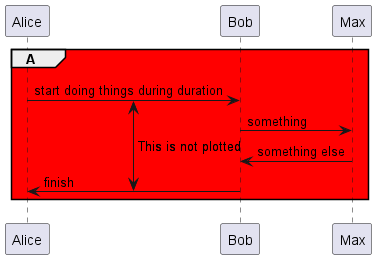 Alice Bob Max
A
start doing things during duration
something
This is not plotted
something else
finish
Alice Bob Max